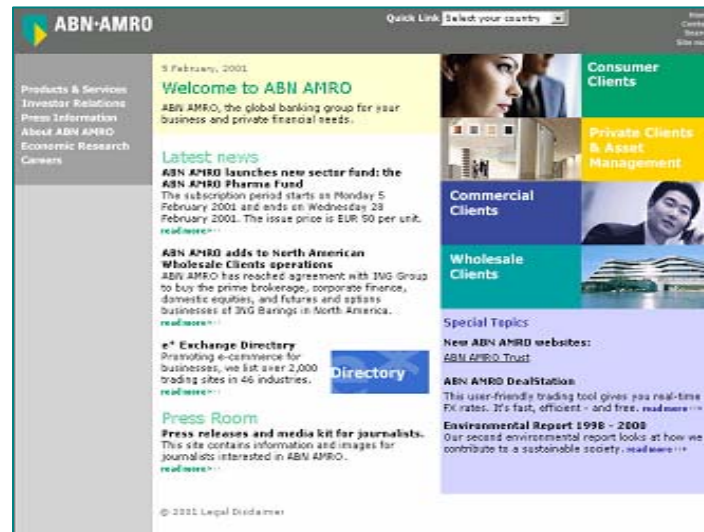 ABN·AMRO
Quick Link
Select your country
Products & Services
Investor Relations
Press Information
About ABN AMRO
Economic Research
Careers
5 February, 2001
Welcome to ABN AMRO
ABN AMRO, the global banking group for your
business and private financial needs.
Latest news
ABN AMRO launches new sector fund: the
ABN AMRO Pharma Fund
The subscription period starts on Monday 5
February 2001 and ends on Wednesday 28
February 2001. The issue price is EUR 50 per unit.
read more
ABN AMRO adds to North American
Wholesale Clients operations
ABN AMRO has reached agreement with ING Group
to buy the prime brokerage, corporate finance,
domestic equities, and futures and options
businesses of ING Barings in North America.
read more
e* Exchange Directory
Promoting e-commerce for
businesses, we list over 2,000
trading sites in 46 industries.
read more
Directory
Press Room
Press releases and media kit for journalists.
This site contains information and images for
journalists interested in ABN AMRO.
read more
© 2001 Legal Disclaimer
Consumer
Clients
Private Clients
& Asset
Management
Commercial
Clients
Wholesale
Clients
Special Topics
New ABN AMRO websites:
ABN AMRO Trust
ABN AMRO DealStation
This user-friendly trading tool gives you real-time
FX rates. It's fast, efficient - and free. read more
Environmental Report 1998 - 2000
Our second environmental report looks at how we
contribute to a sustainable society. read more